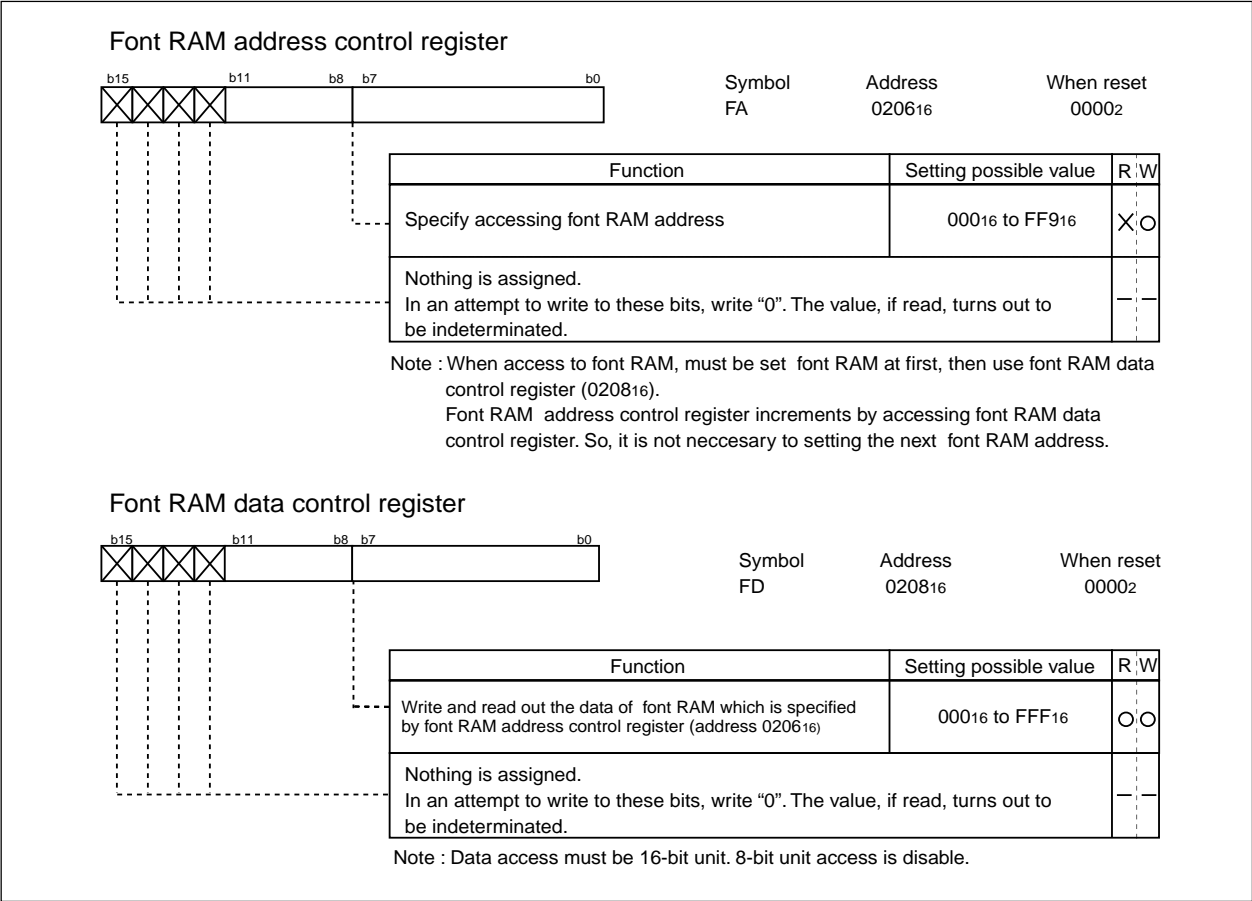 Font RAM address control register
b15 b11 b8 b7 b0
Symbol Address When reset
FA 020616 00002
Function Setting possible value R W
Specify accessing font RAM address 00016 to FF916
Nothing is assigned.
In an attempt to write to these bits, write “0”. The value, if read, turns out to
be indeterminated.
Note : When access to font RAM, must be set font RAM at first, then use font RAM data
control register (020816).
Font RAM address control register increments by accessing font RAM data
control register. So, it is not neccesary to setting the next font RAM address.
Font RAM data control register
b15 b11 b8 b7 b0
Symbol Address When reset
FD 020816 00002
Function Setting possible value R W
Write and read out the data of font RAM which is specified
by font RAM address control register (address 020616)
00016 to FFF16
Nothing is assigned.
In an attempt to write to these bits, write “0”. The value, if read, turns out to
be indeterminated.
Note : Data access must be 16-bit unit. 8-bit unit access is disable.